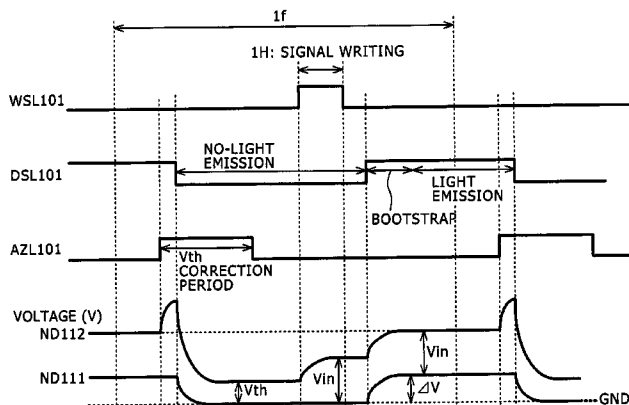 1f
1H: SIGNAL WRITING
WSL101
NO-LIGHT
EMISSION
DSL101
LIGHT
EMISSION
BOOTSTRAP
AZL101
Vth
CORRECTION
PERIOD
VOLTAGE (V)
ND112
Vin
ND111
Vth
Vin
⊿V
GND